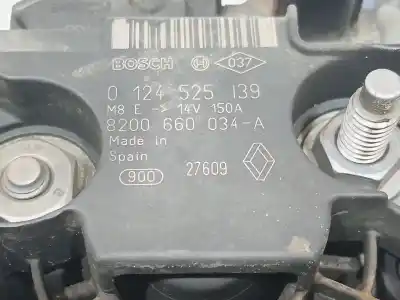 BOSCH 037
0 124 525 139
M8 E -> 14V 150A
8200 660 034-A
Made in
Spain 27609
900